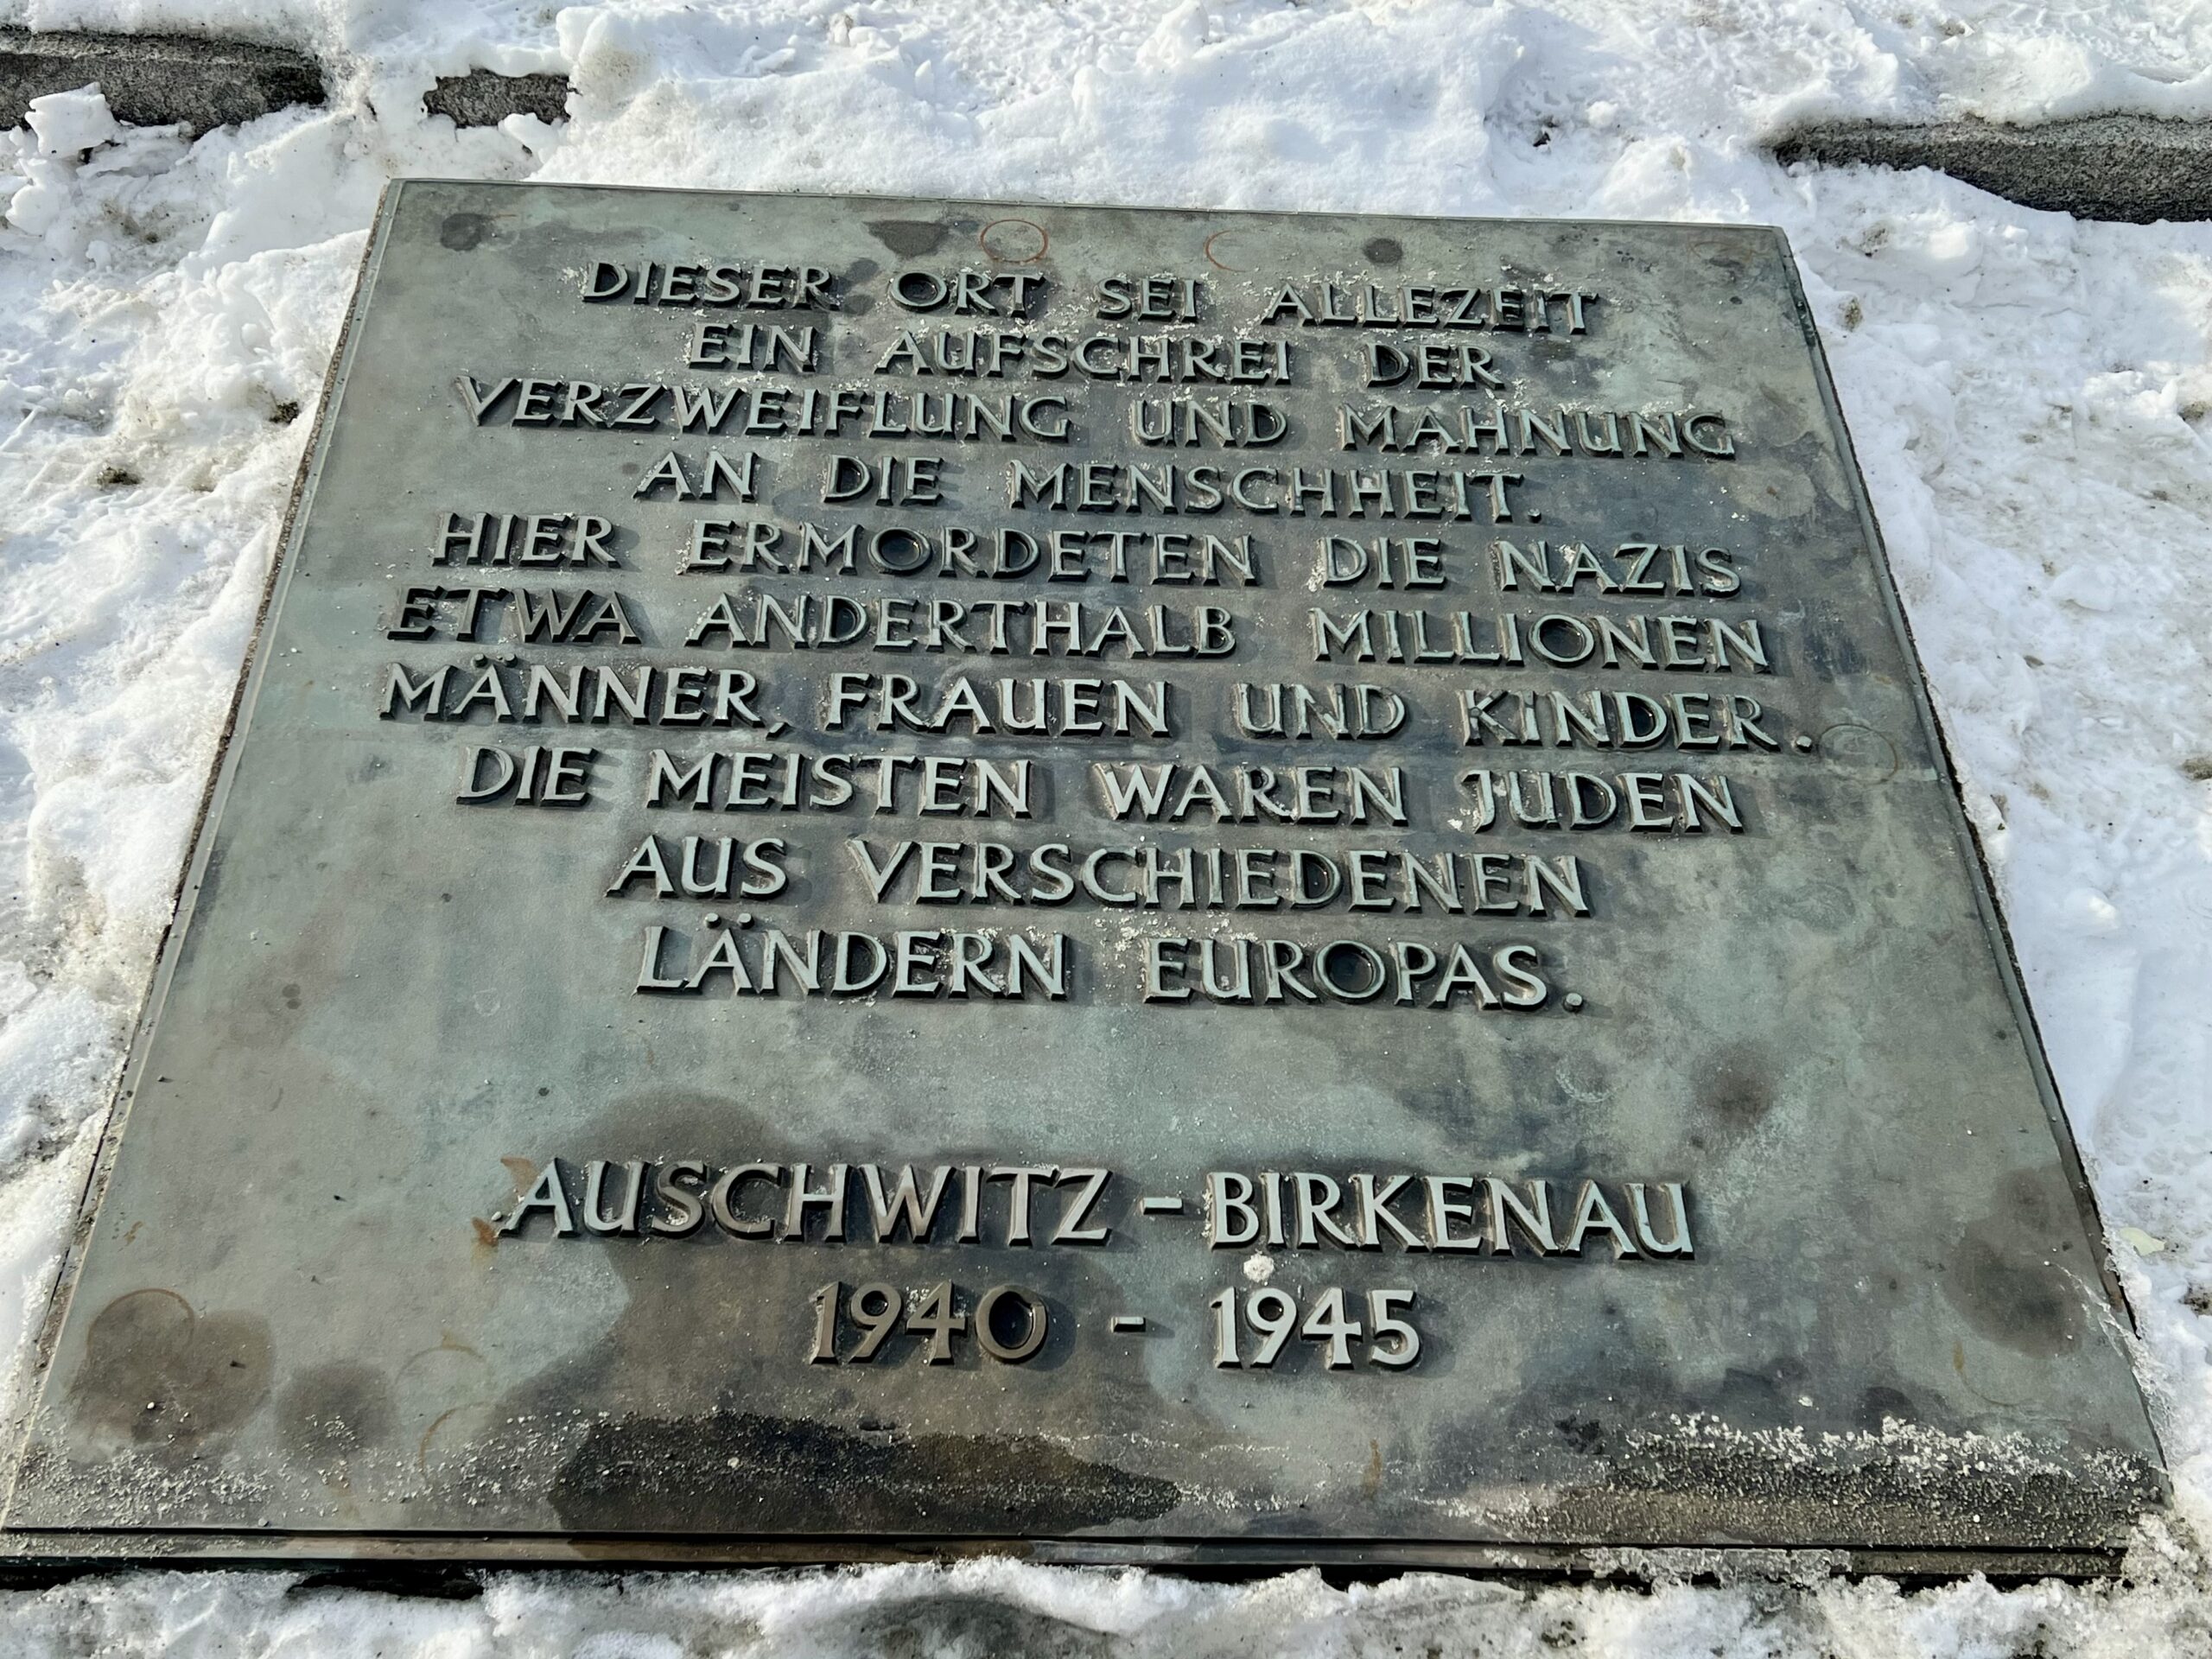 DIESER ORT SEI ALLEZEIT
EIN AUFSCHREI DER
VERZWEIFLUNG UND MAHNUNG
AN DIE MENSCHHEIT.
HIER ERMORDETEN DIE NAZIS
ETWA ANDERTHALB MILLIONEN
MÄNNER, FRAUEN UND KINDER.
DIE MEISTEN WAREN JUDEN
AUS VERSCHIEDENEN
LÄNDERN EUROPAS.
AUSCHWITZ - BIRKENAU
1940 - 1945